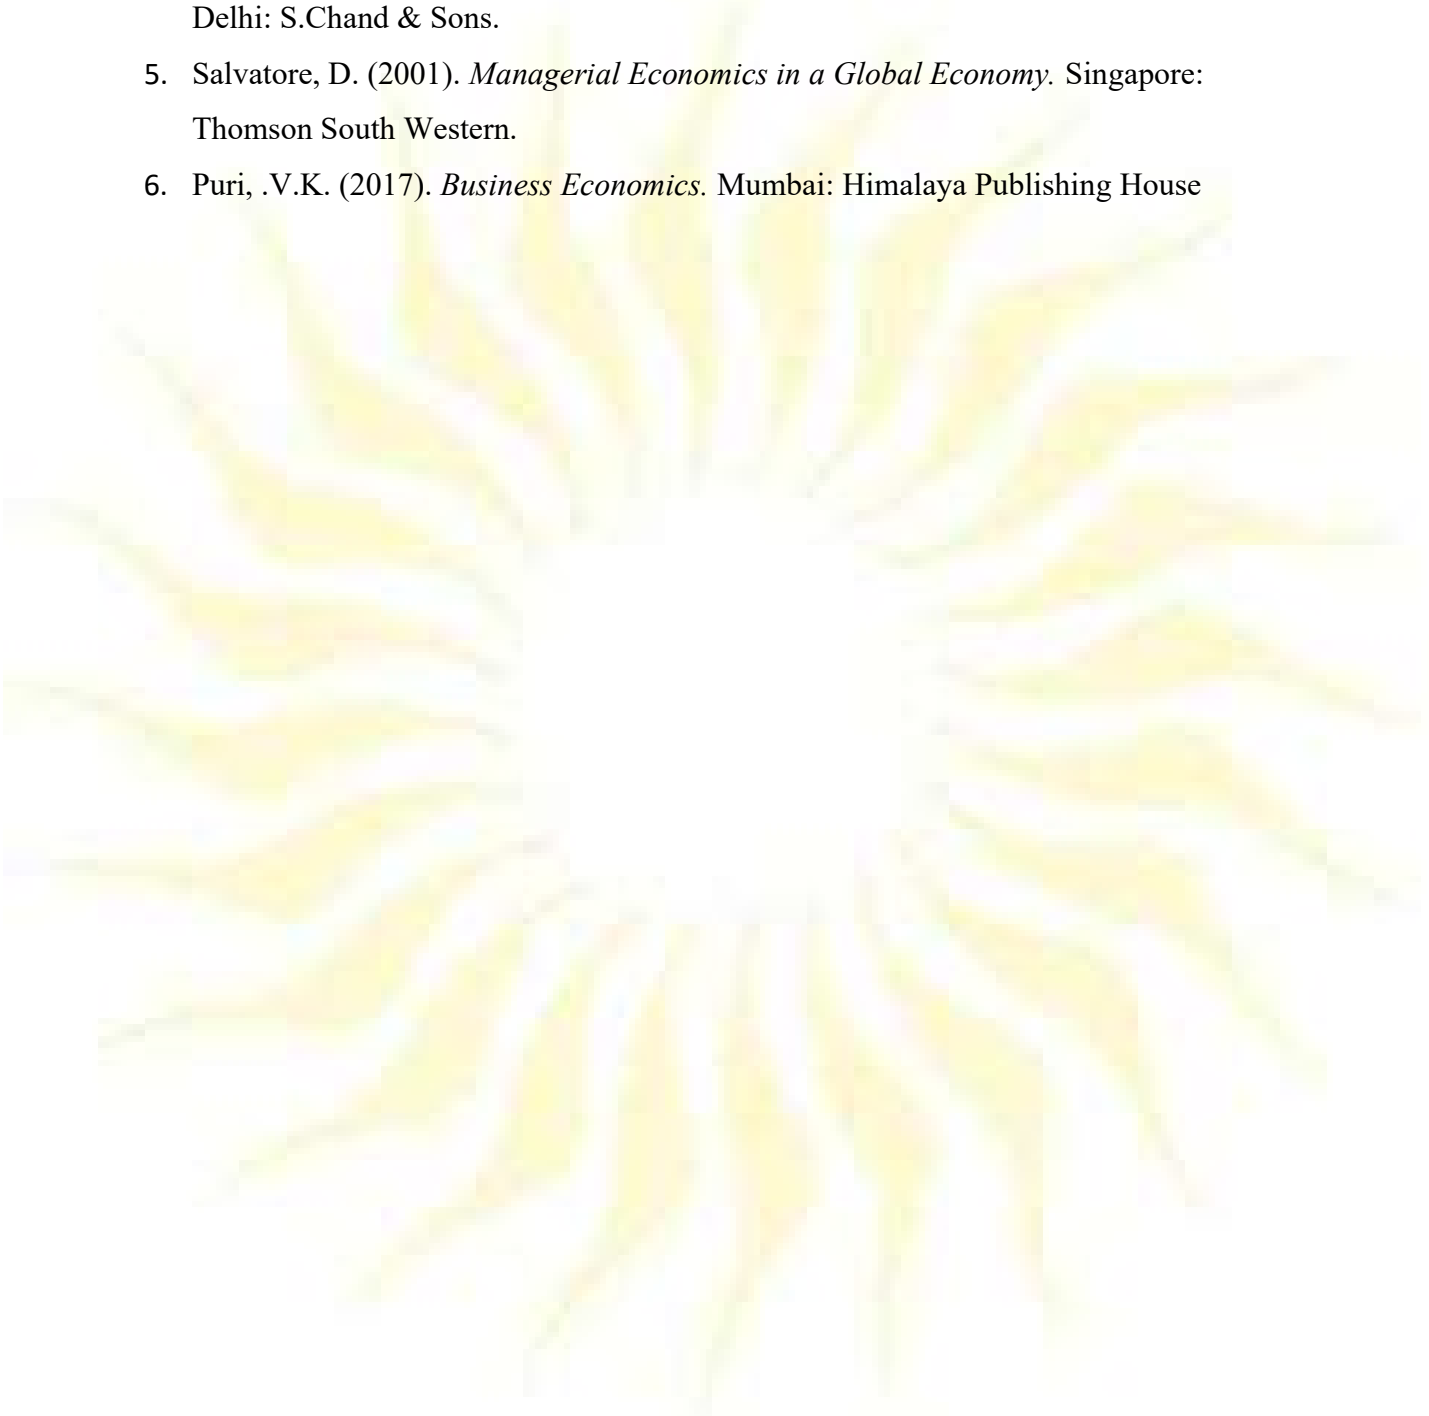 Delhi: S.Chand & Sons.
5. Salvatore, D. (2001). Managerial Economics in a Global Economy. Singapore:
Thomson South Western.
6. Puri, .V.K. (2017). Business Economics. Mumbai: Himalaya Publishing House